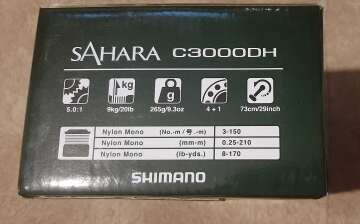 SAHARA C3000DH
kg
g
5.0:1 9kg/20lb 265g/9.3oz 4 + 1 73cm/29inch
Nylon Mono (No.-m / 号.-m) 3-150
Nylon Mono (mm-m) 0.25-210
Nylon Mono (lb-yds.) 8-170
SHIMANO